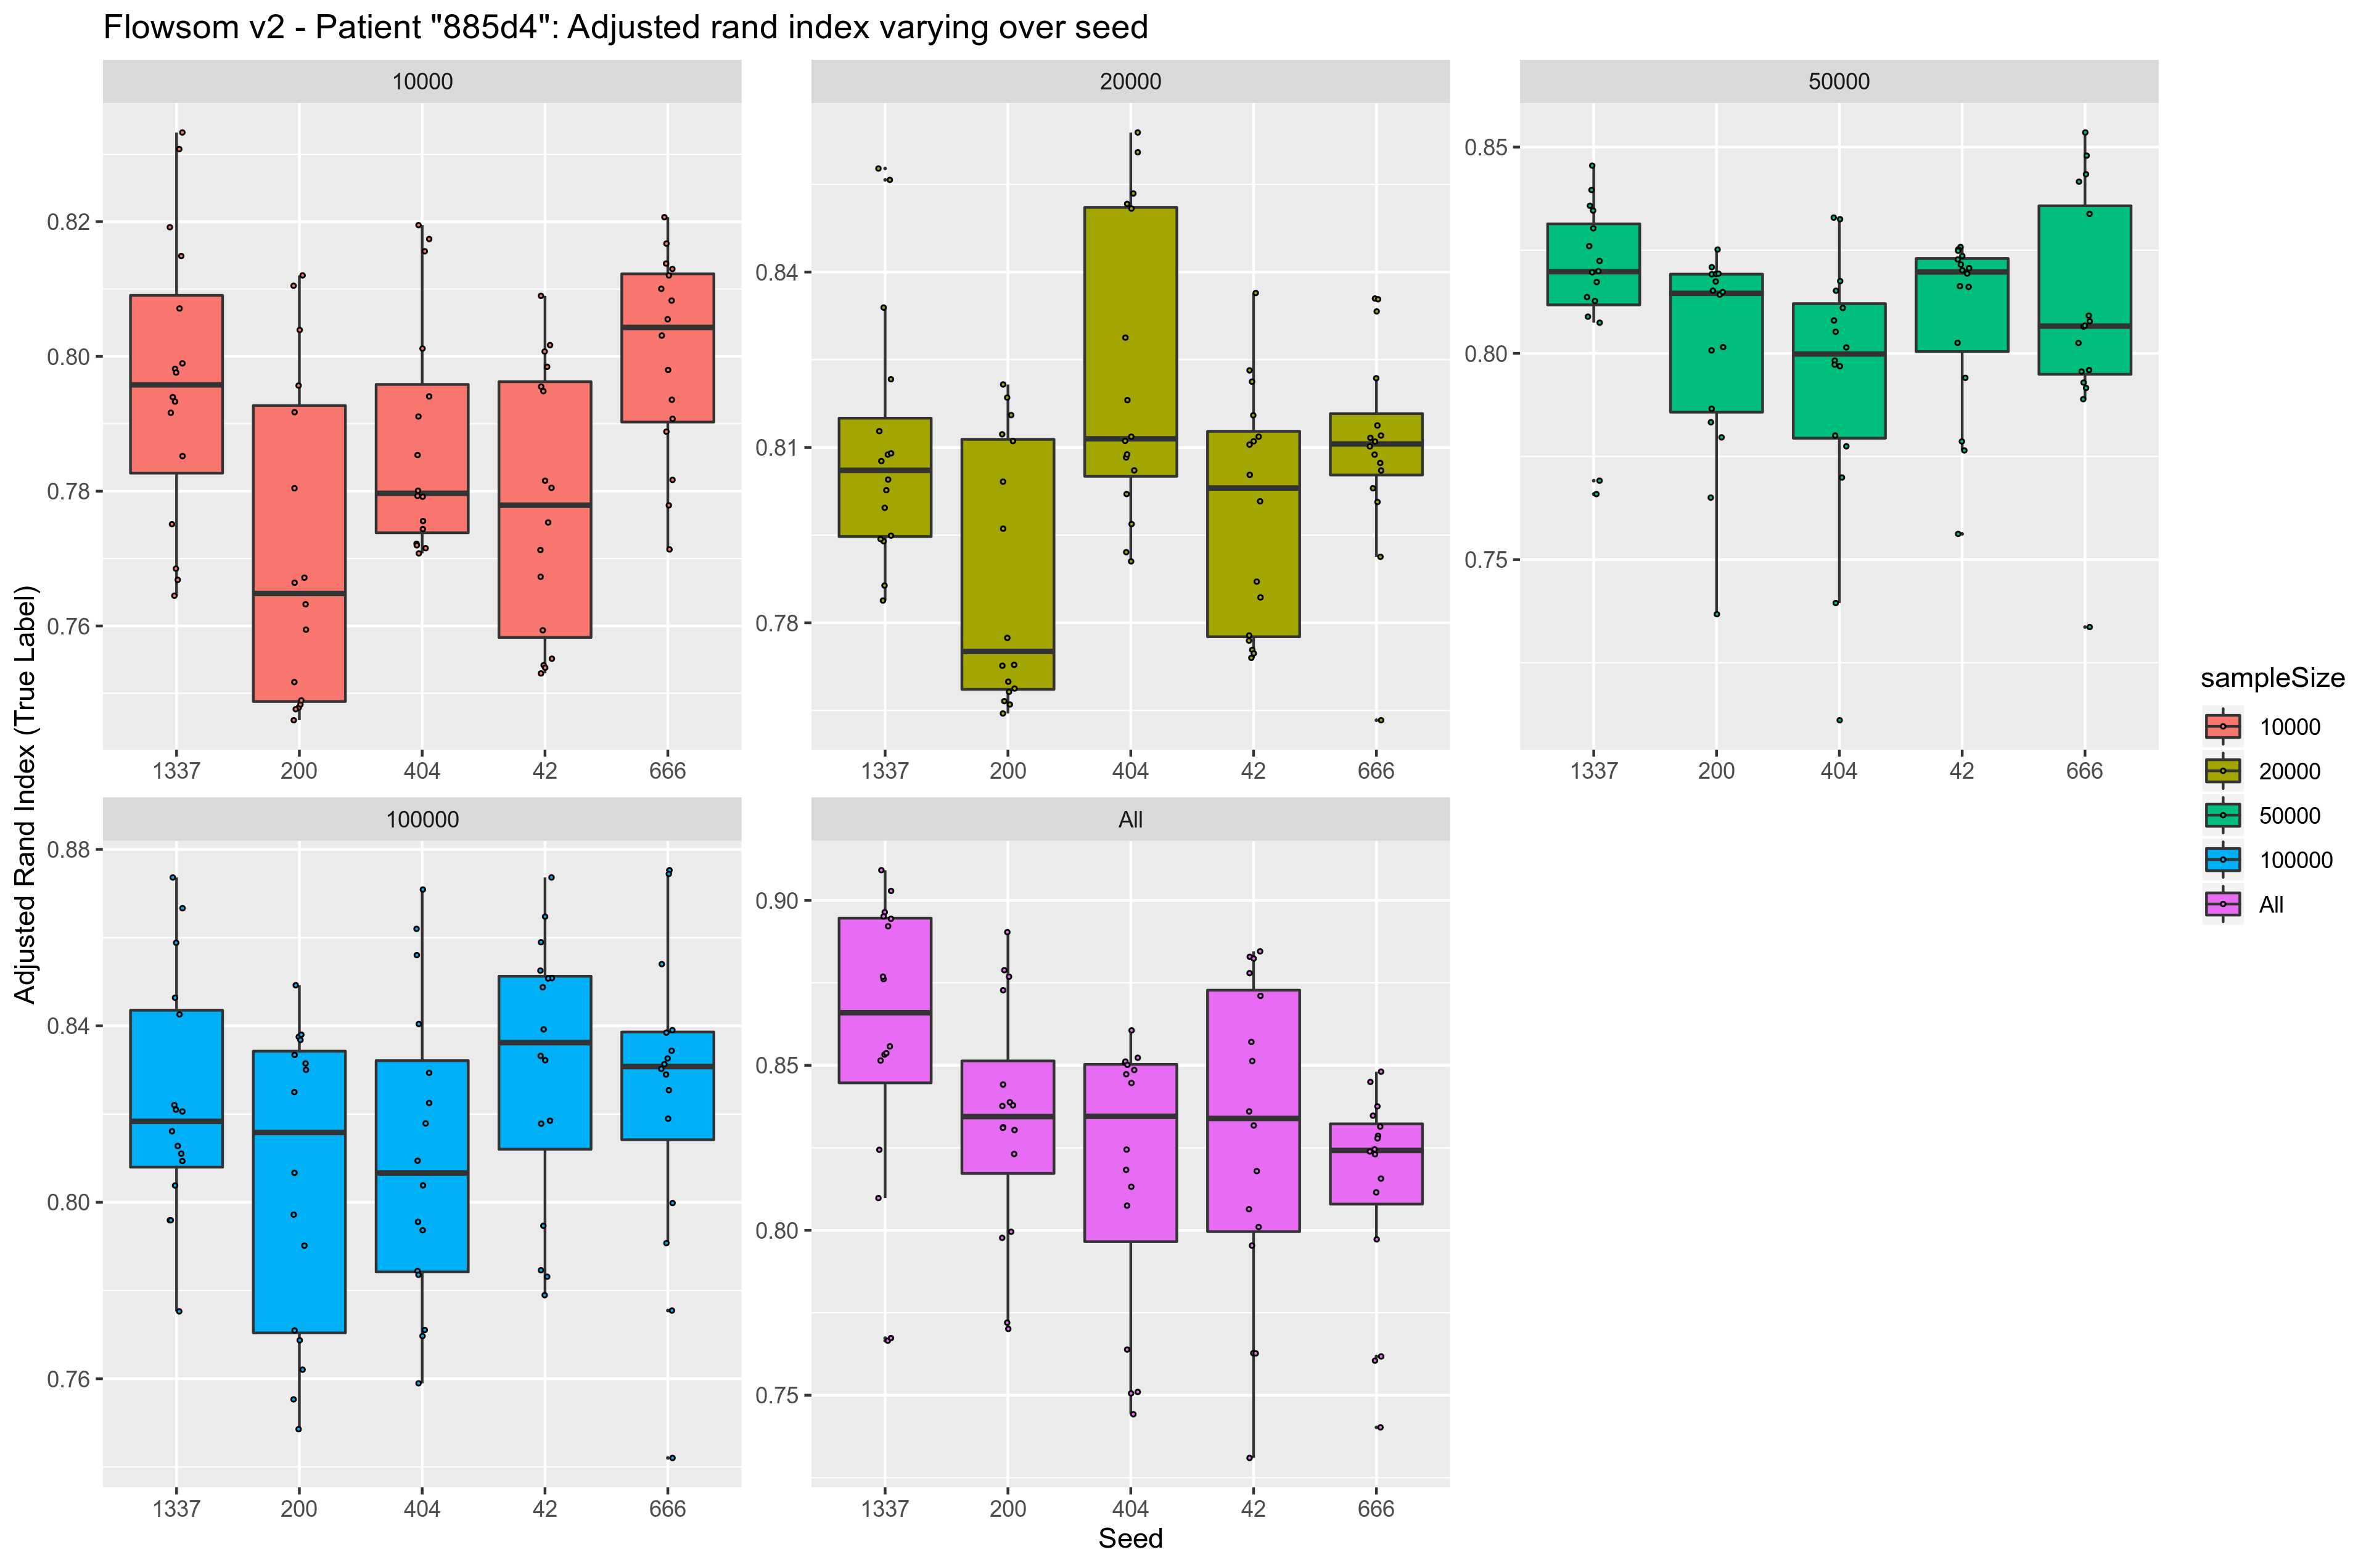 Flowsom v2 - Patient "885d4": Adjusted rand index varying over seed
Adjusted Rand Index (True Label)
10000
0.82
0.80
0.78
0.76
1337 200 404 42 666
20000
0.84
0.81
0.78
1337 200 404 42 666
50000
0.85
0.80
0.75
1337 200 404 42 666
100000
0.88
0.84
0.80
0.76
1337 200 404 42 666
All
0.90
0.85
0.80
0.75
1337 200 404 42 666
Seed
sampleSize
10000
20000
50000
100000
All